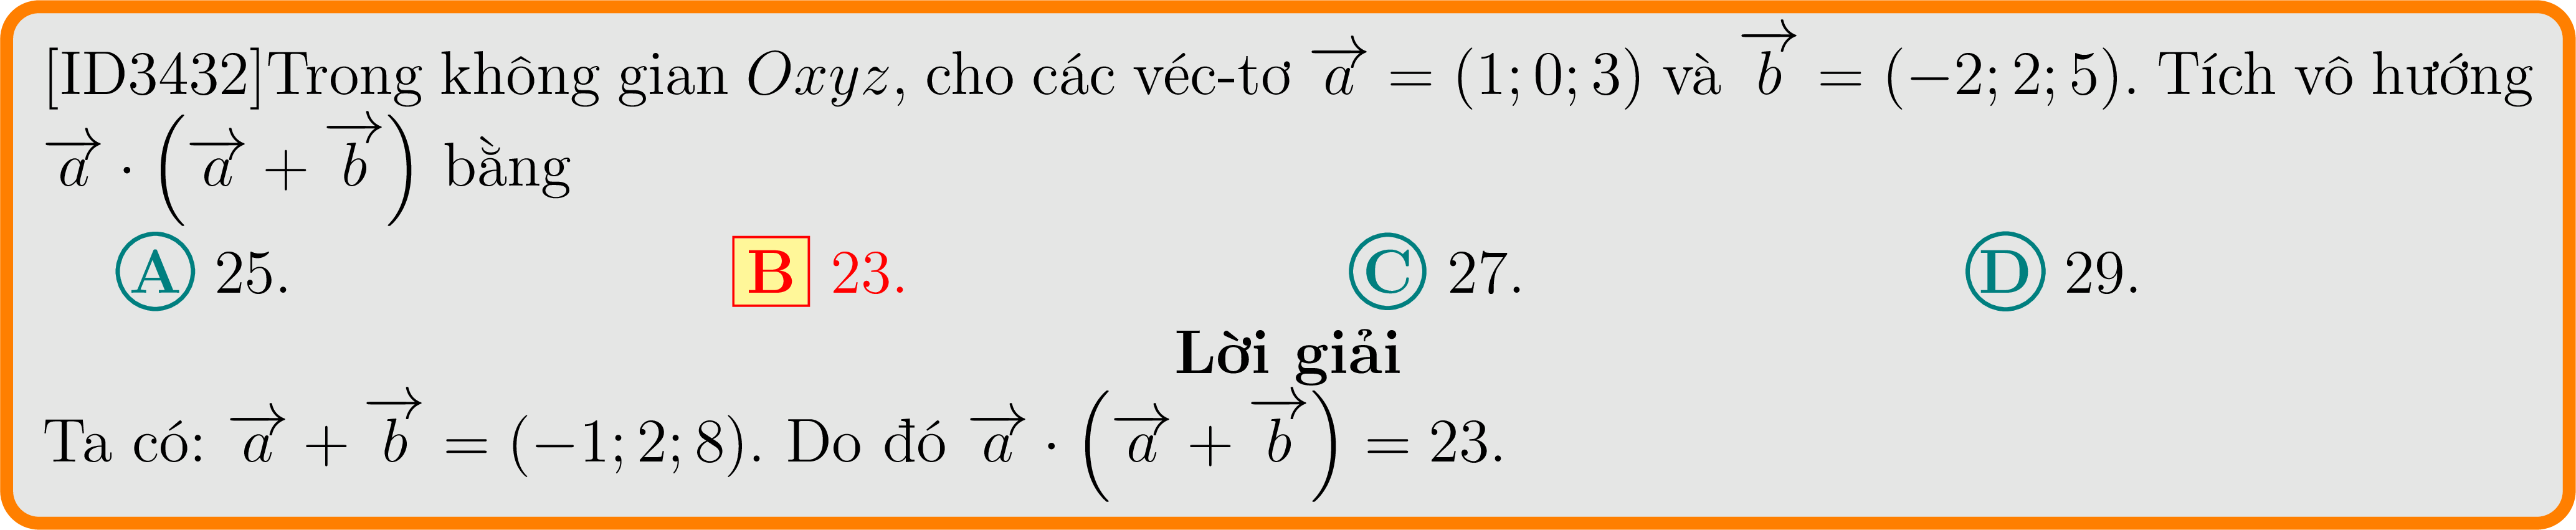 [ID3432]Trong không gian Oxyz, cho các véc-tơ $\overrightarrow{a} = (1; 0; 3)$ và $\overrightarrow{b} = (-2; 2; 5)$. Tích vô hướng
$\overrightarrow{a} \cdot \left(\overrightarrow{a} + \overrightarrow{b}\right)$ bằng
A 25. B 23. C 27. D 29.
Lời giải
Ta có: $\overrightarrow{a} + \overrightarrow{b} = (-1; 2; 8)$. Do đó $\overrightarrow{a} \cdot \left(\overrightarrow{a} + \overrightarrow{b}\right) = 23$.